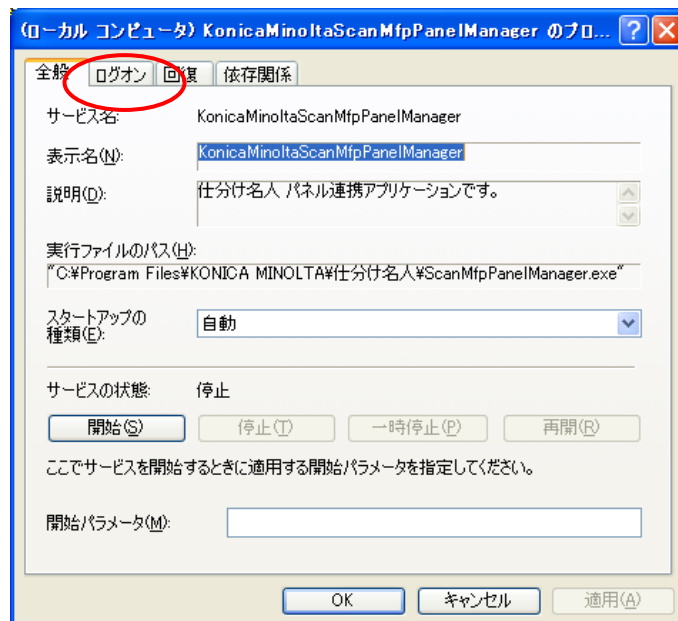 (ローカル コンピュータ) KonicaMinoltaScanMfpPanelManager のプロ...
全般 ログオン 回復 依存関係
サービス名: KonicaMinoltaScanMfpPanelManager
表示名(N): KonicaMinoltaScanMfpPanelManager
説明(D): 仕分け名人 パネル連携アプリケーションです。
実行ファイルのパス(H):
"C:¥Program Files¥KONICA MINOLTA¥仕分け名人¥ScanMfpPanelManager.exe"
スタートアップの
種類(E): 自動
サービスの状態: 停止
開始(S) 停止(T) 一時停止(P) 再開(R)
ここでサービスを開始するときに適用する開始パラメータを指定してください。
開始パラメータ(M):
OK キャンセル 適用(A)